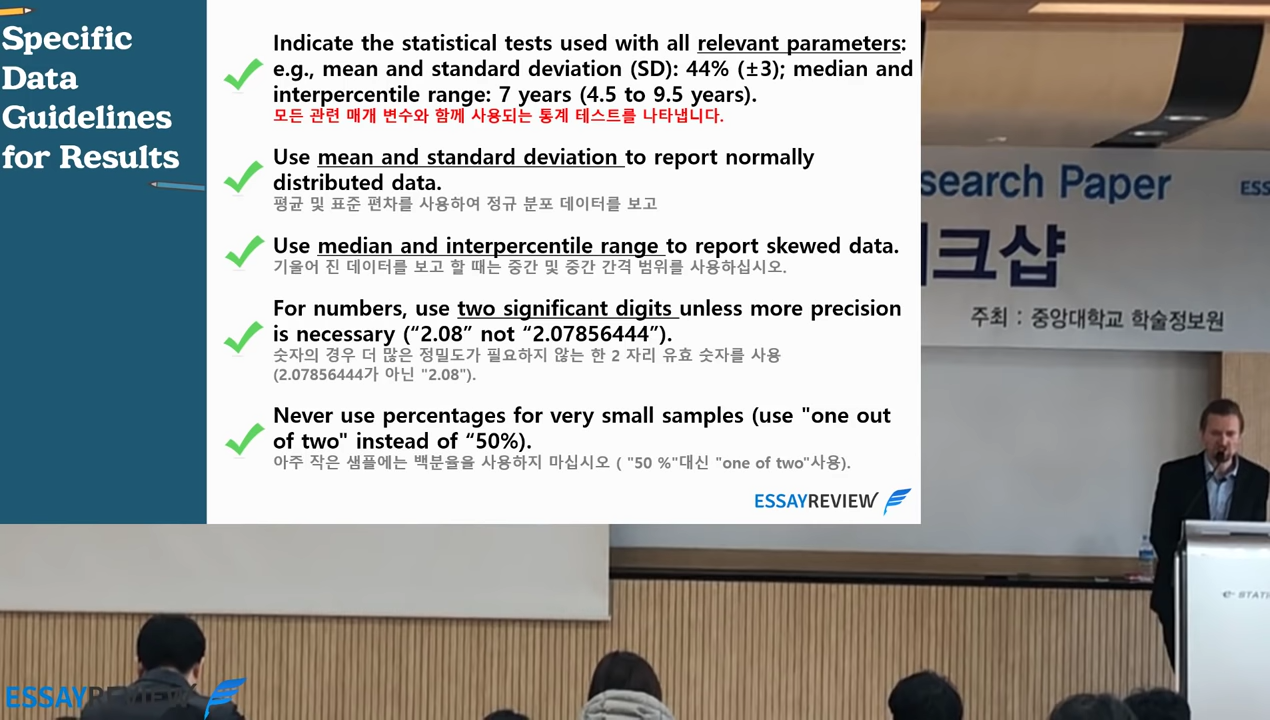 Specific
Data
Guidelines
for Results
Indicate the statistical tests used with all relevant parameters:
e.g., mean and standard deviation (SD): 44% (±3); median and
interpercentile range: 7 years (4.5 to 9.5 years).
모든 관련 매개 변수와 함께 사용되는 통계 테스트를 나타냅니다.
Use mean and standard deviation to report normally
distributed data.
평균 및 표준 편차를 사용하여 정규 분포 데이터를 보고
Use median and interpercentile range to report skewed data.
기울어 진 데이터를 보고 할 때는 중간 및 중간 간격 범위를 사용하십시오.
For numbers, use two significant digits unless more precision
is necessary (“2.08” not “2.07856444”).
숫자의 경우 더 많은 정밀도가 필요하지 않는 한 2 자리 유효 숫자를 사용
(2.07856444가 아닌 "2.08").
Never use percentages for very small samples (use "one out
of two" instead of “50%).
아주 작은 샘플에는 백분율을 사용하지 마십시오 ( "50 %"대신 "one of two"사용).
ESSAYREVIEW
search Paper
ESS
크샵
주최 : 중앙대학교 학술정보원
e-STATI
ESSAYREVIEW